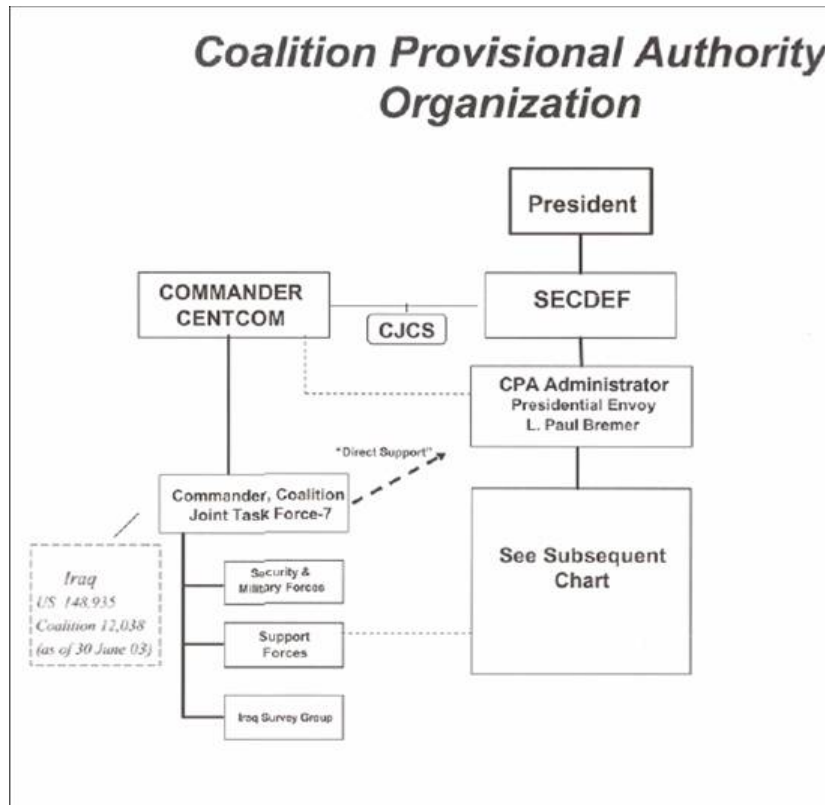 Coalition Provisional Authority
Organization
President
COMMANDER
CENTCOM
CJCS
SECDEF
CPA Administrator
Presidential Envoy
L. Paul Bremer
"Direct Support"
Commander, Coalition
Joint Task Force-7
See Subsequent
Chart
Iraq
US 148,935
Coalition 12,038
(as of 30 June 03)
Security &
Military Forces
Support
Forces
Iraq Survey Group